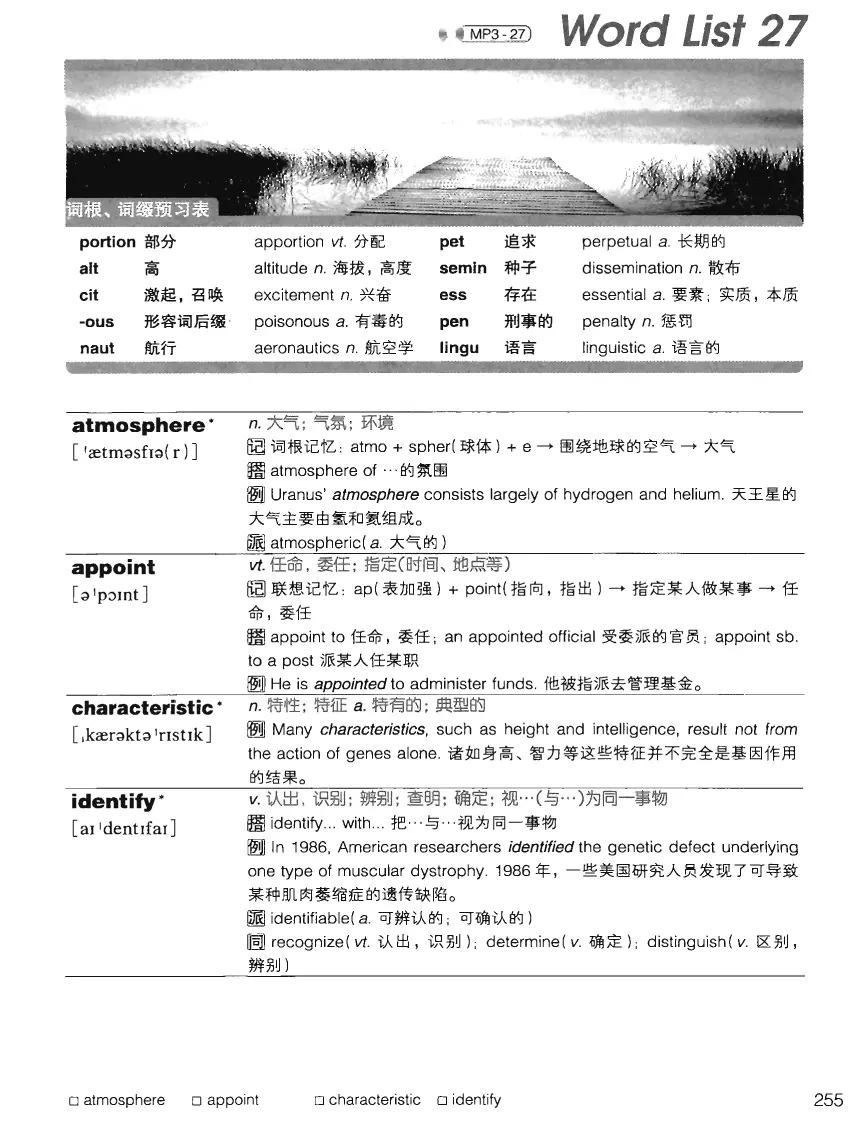 MP3-27 Word List 27
词根、词缀预习表
portion 部分 apportion vt. 分配 pet 追求 perpetual a. 长期的
alt 高 altitude n. 海拔，高度 semin 种子 dissemination n. 散布
cit 激起，召唤 excitement n. 兴奋 ess 存在 essential a. 要素；实质，本质
-ous 形容词后缀 poisonous a. 有毒的 pen 刑事的 penalty n. 惩罚
naut 航行 aeronautics n. 航空学 lingu 语言 linguistic a. 语言的
atmosphere* n. 大气；气氛；环境
[ˈætməsfɪə(r)] 记 词根记忆：atmo + spher(球体) + e → 围绕地球的空气 → 大气
搭 atmosphere of …的氛围
例 Uranus' atmosphere consists largely of hydrogen and helium. 天王星的
大气主要由氢和氦组成。
派 atmospheric(a. 大气的)
appoint vt. 任命，委任；指定(时间、地点等)
[əˈpɔɪnt] 记 联想记忆：ap(表加强) + point(指向，指出) → 指定某人做某事 → 任
命，委任
搭 appoint to 任命，委任；an appointed official 受委派的官员；appoint sb.
to a post 派某人任某职
例 He is appointed to administer funds. 他被指派去管理基金。
characteristic* n. 特性；特征 a. 特有的；典型的
[ˌkærəktəˈrɪstɪk] 例 Many characteristics, such as height and intelligence, result not from
the action of genes alone. 诸如身高、智力等这些特征并不完全是基因作用
的结果。
identify* v. 认出，识别；辨别；查明；确定；视…(与…)为同一事物
[aɪˈdentɪfaɪ] 搭 identify... with... 把…与…视为同一事物
例 In 1986, American researchers identified the genetic defect underlying
one type of muscular dystrophy. 1986年，一些美国研究人员发现了可导致
某种肌肉萎缩症的遗传缺陷。
派 identifiable(a. 可辨认的；可确认的)
同 recognize(vt. 认出，识别)；determine(v. 确定)；distinguish(v. 区别，
辨别)
□ atmosphere □ appoint □ characteristic □ identify 255